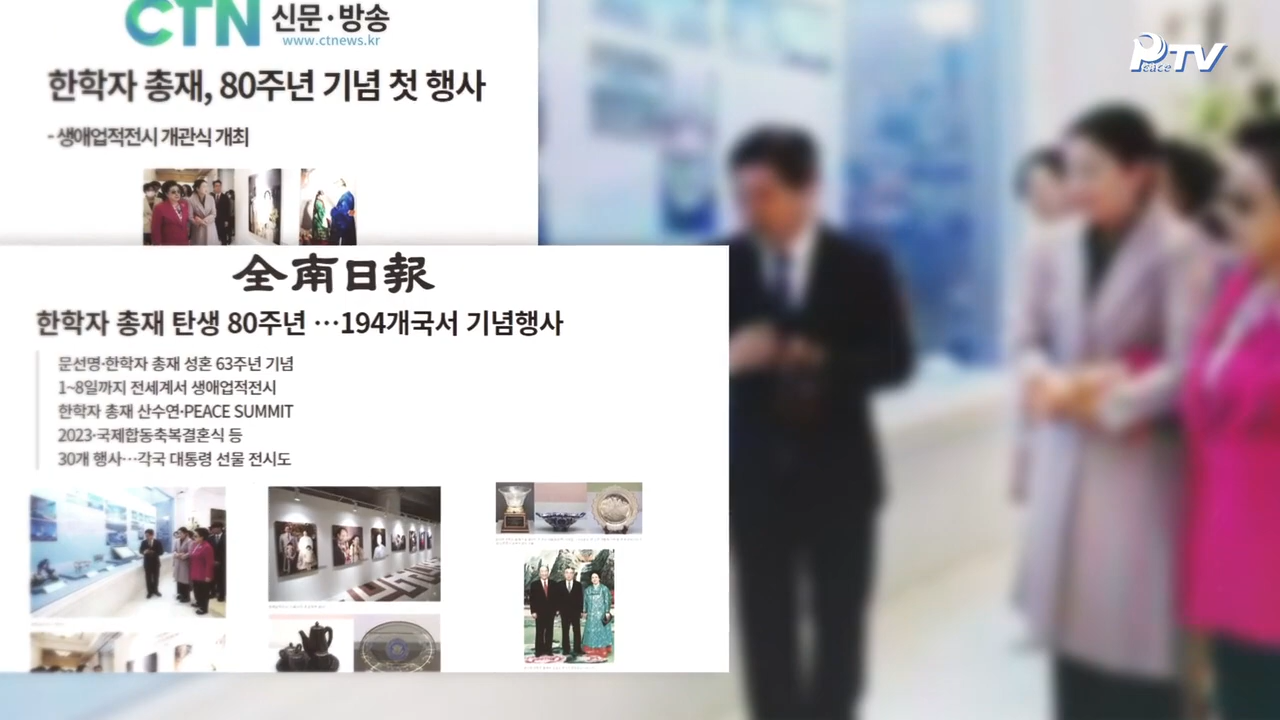 CTN 신문·방송
www.ctnews.kr
Peace TV
한학자 총재, 80주년 기념 첫 행사
- 생애업적전시 개관식 개최
全南日報
한학자 총재 탄생 80주년 …194개국서 기념행사
문선명·한학자 총재 성혼 63주년 기념
1~8일까지 전세계서 생애업적전시
한학자 총재 산수연·PEACE SUMMIT
2023·국제합동축복결혼식 등
30개 행사…각국 대통령 선물 전시도